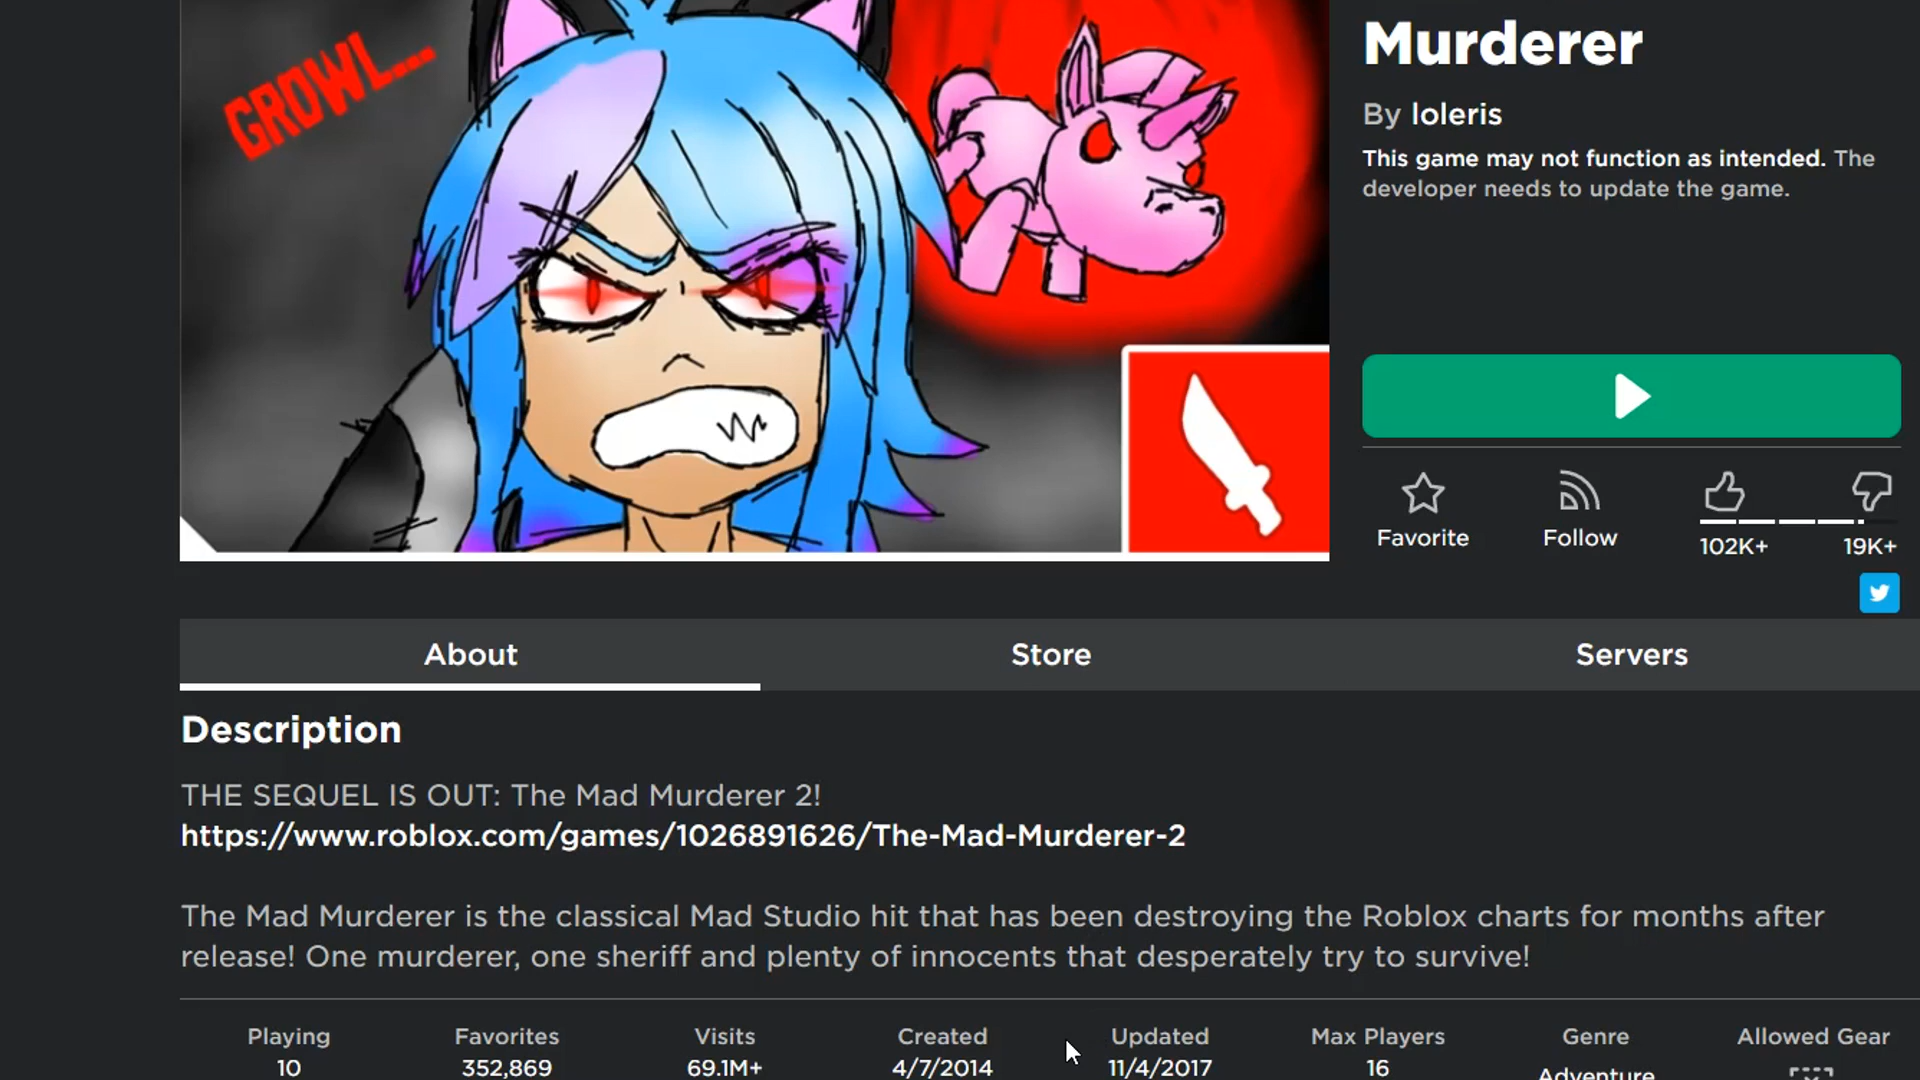 GROWL...
Murderer
By loleris
This game may not function as intended. The
developer needs to update the game.
Favorite
Follow
102K+
19K+
About
Store
Servers
Description
THE SEQUEL IS OUT: The Mad Murderer 2!
https://www.roblox.com/games/1026891626/The-Mad-Murderer-2
The Mad Murderer is the classical Mad Studio hit that has been destroying the Roblox charts for months after
release! One murderer, one sheriff and plenty of innocents that desperately try to survive!
Playing
Favorites
Visits
Created
Updated
Max Players
Genre
Allowed Gear
10
352,869
69.1M+
4/7/2014
11/4/2017
16
Adventure